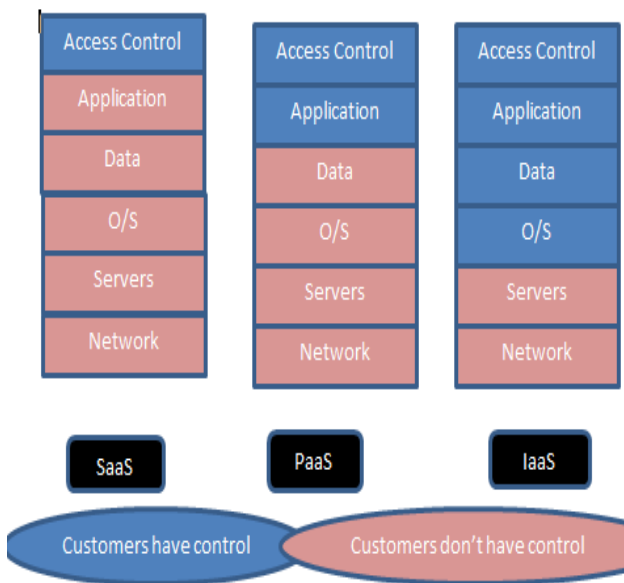 Access Control
Application
Data
O/S
Servers
Network
Access Control
Application
Data
O/S
Servers
Network
Access Control
Application
Data
O/S
Servers
Network
SaaS
PaaS
IaaS
Customers have control
Customers don't have control